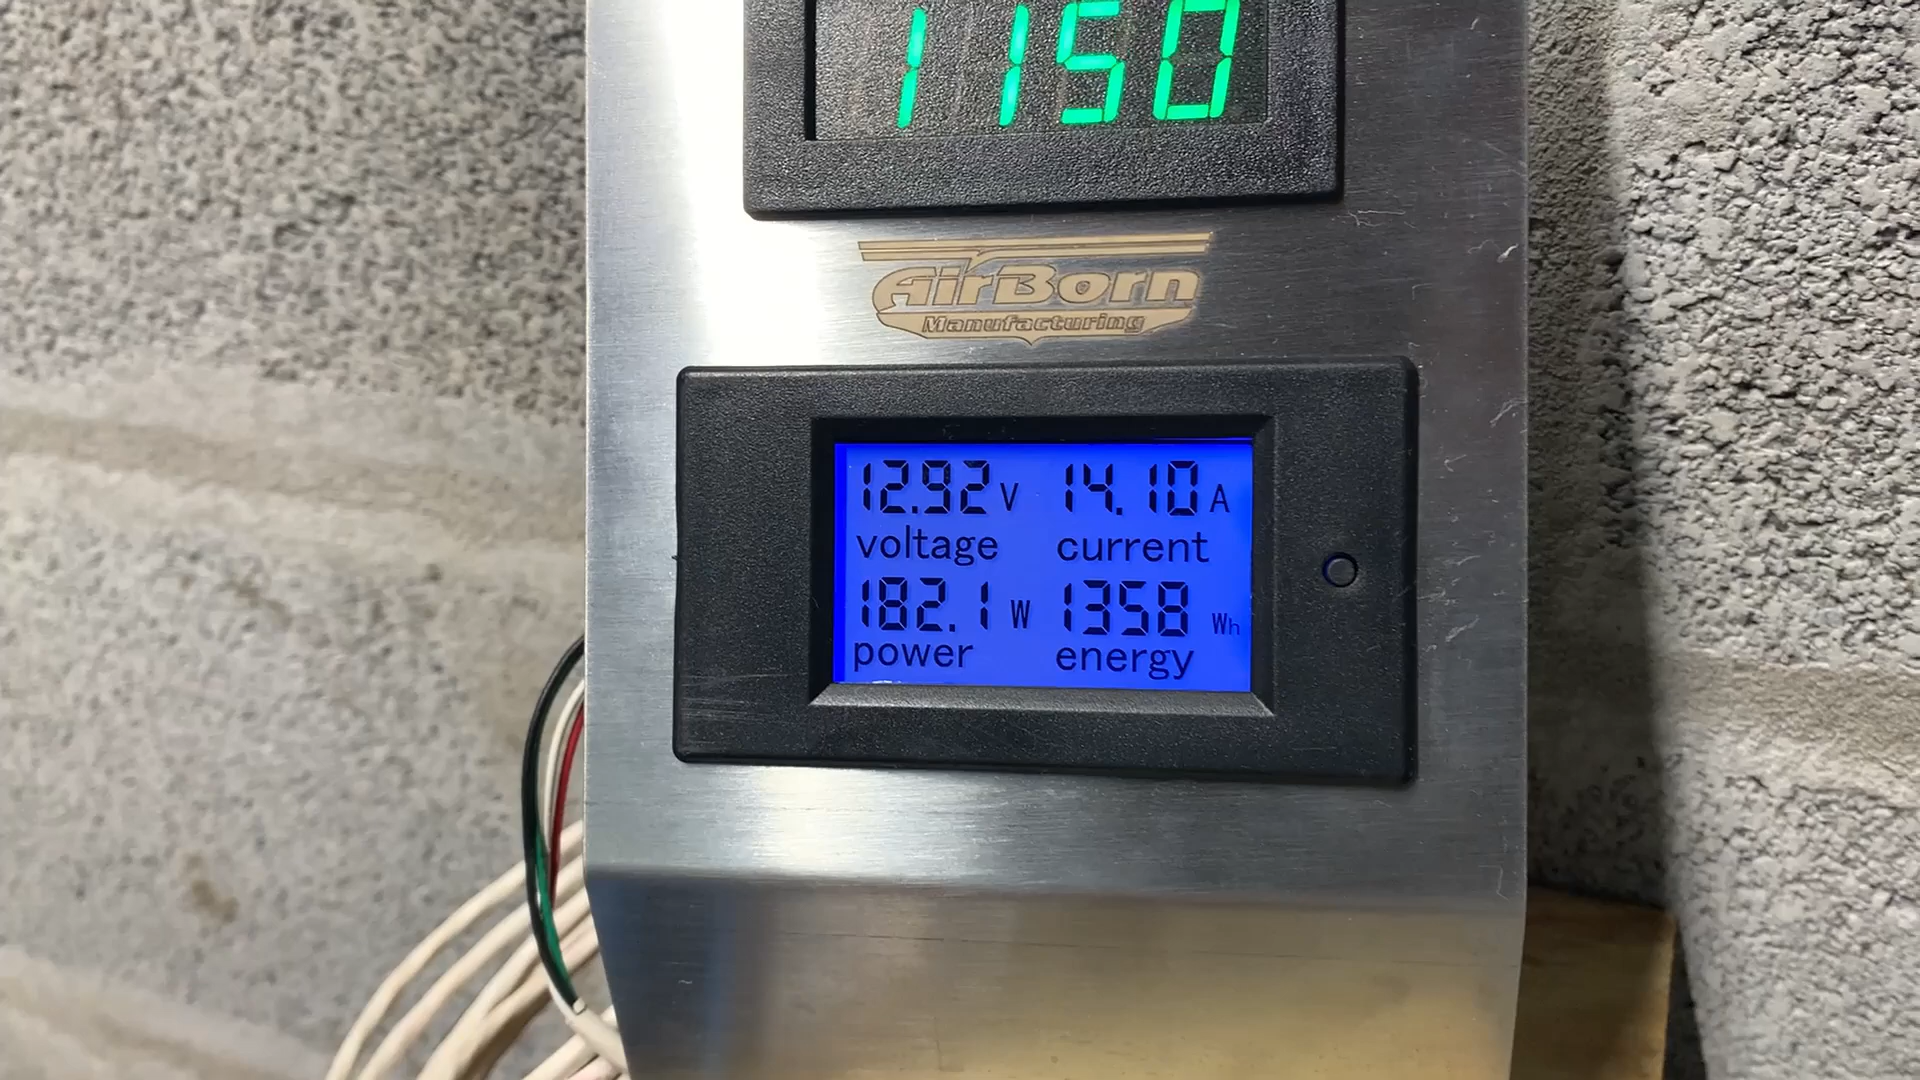 1150
AirBorn
Manufacturing
12.92 V 14.10 A
voltage current
182.1 W 1358 Wh
power energy